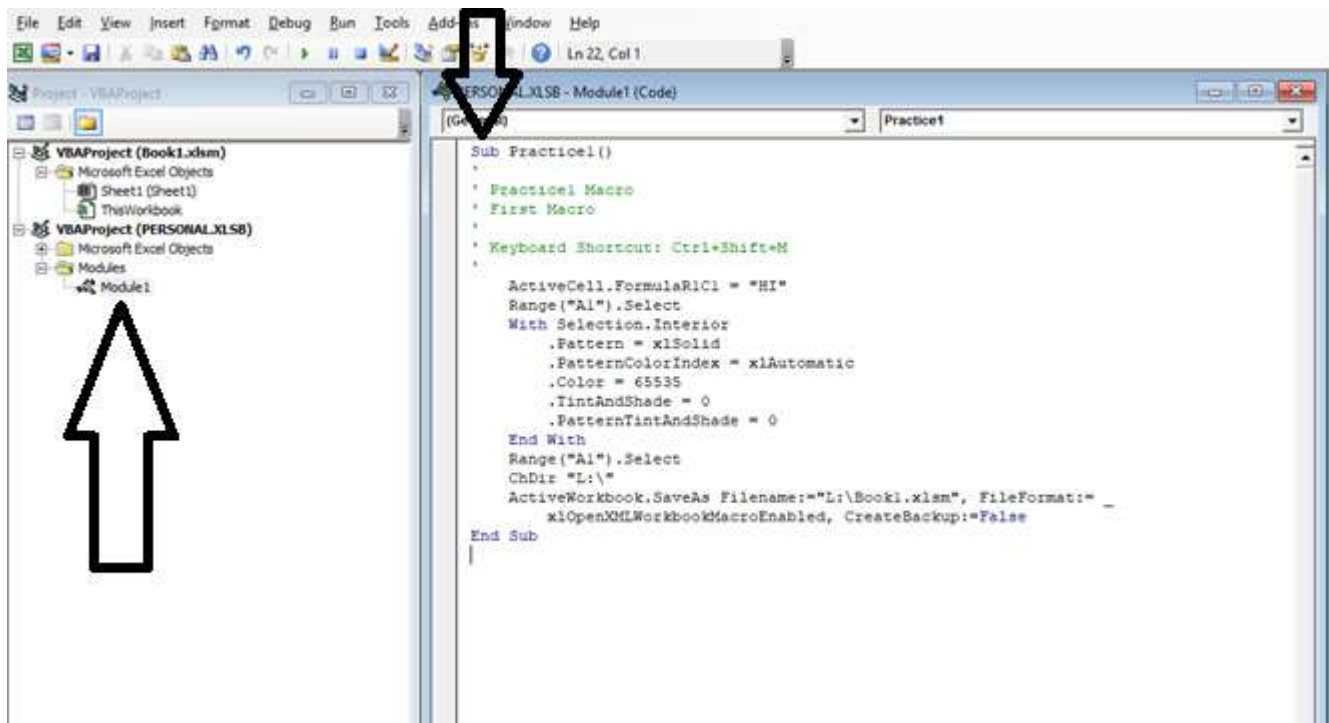 File Edit View Insert Format Debug Run Tools Window Help
Ln 22, Col 1
Project - VBAProject
PERSONAL.XLSB - Module1 (Code)
(General) Practice1
VBAProject (Book1.xlsm)
Microsoft Excel Objects
Sheet1 (Sheet1)
ThisWorkbook
VBAProject (PERSONAL.XLSB)
Microsoft Excel Objects
Modules
Module1
Sub Practice1()
'
' Practice1 Macro
' First Macro
'
' Keyboard Shortcut: Ctrl+Shift+M
'
ActiveCell.FormulaR1C1 = "HI"
Range("A1").Select
With Selection.Interior
.Pattern = xlSolid
.PatternColorIndex = xlAutomatic
.Color = 65535
.TintAndShade = 0
.PatternTintAndShade = 0
End With
Range("A1").Select
ChDir "L:\"
ActiveWorkbook.SaveAs Filename:="L:\Book1.xlsm", FileFormat:= _
xlOpenXMLWorkbookMacroEnabled, CreateBackup:=False
End Sub